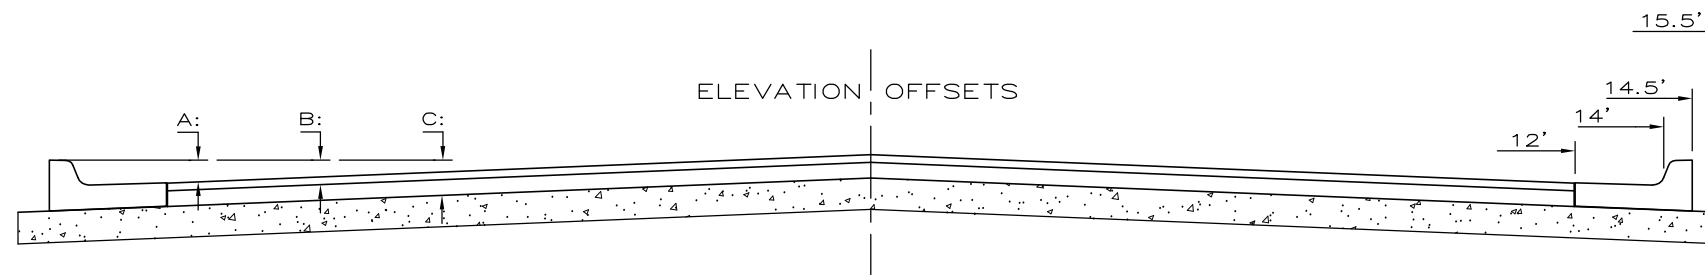 15.5'
ELEVATION OFFSETS
14.5'
A:
B:
C:
14'
12'